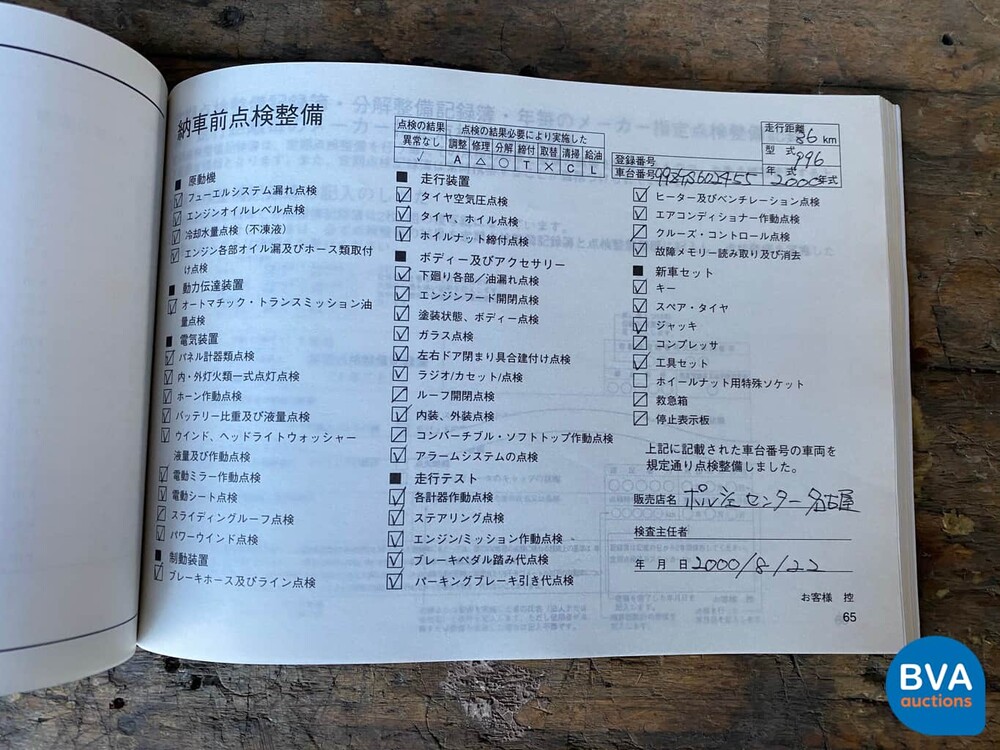 納車前点検整備
点検の結果 点検の結果必要により実施した
異常なし 調整 修理 分解 締付 取替 清掃 給油
✓ A △ ○ T × C L
走行距離 36 km
型式 996
登録番号
車台番号
年式 2000年式
■ 原動機
フューエルシステム漏れ点検
エンジンオイルレベル点検
冷却水量点検(不凍液)
エンジン各部オイル漏及びホース類取付
け点検
■ 動力伝達装置
オートマチック・トランスミッション油
量点検
■ 電気装置
パネル計器類点検
内・外灯火類一式点灯点検
ホーン作動点検
バッテリー比重及び液量点検
ウインド、ヘッドライトウォッシャー
液量及び作動点検
電動ミラー作動点検
電動シート点検
スライディングルーフ点検
パワーウインド点検
■ 制動装置
ブレーキホース及びライン点検
■ 走行装置
タイヤ空気圧点検
タイヤ、ホイル点検
ホイルナット締付点検
■ ボディー及びアクセサリー
下廻り各部/油漏れ点検
エンジンフード開閉点検
塗装状態、ボディー点検
ガラス点検
左右ドア閉まり具合建付け点検
ラジオ/カセット/点検
ルーフ開閉点検
内装、外装点検
コンバーチブル・ソフトトップ作動点検
アラームシステムの点検
■ 走行テスト
各計器作動点検
ステアリング点検
エンジン/ミッション作動点検
ブレーキペダル踏み代点検
パーキングブレーキ引き代点検
ヒーター及びベンチレーション点検
エアコンディショナー作動点検
クルーズ・コントロール点検
故障メモリー読み取り及び消去
■ 新車セット
キー
スペア・タイヤ
ジャッキ
コンプレッサ
工具セット
ホイールナット用特殊ソケット
救急箱
停止表示板
上記に記載された車台番号の車両を
規定通り点検整備しました。
販売店名 ポルシェセンター名古屋
検査主任者
年 月 日 2000/8/22
お客様 控
65
BVA
auctions